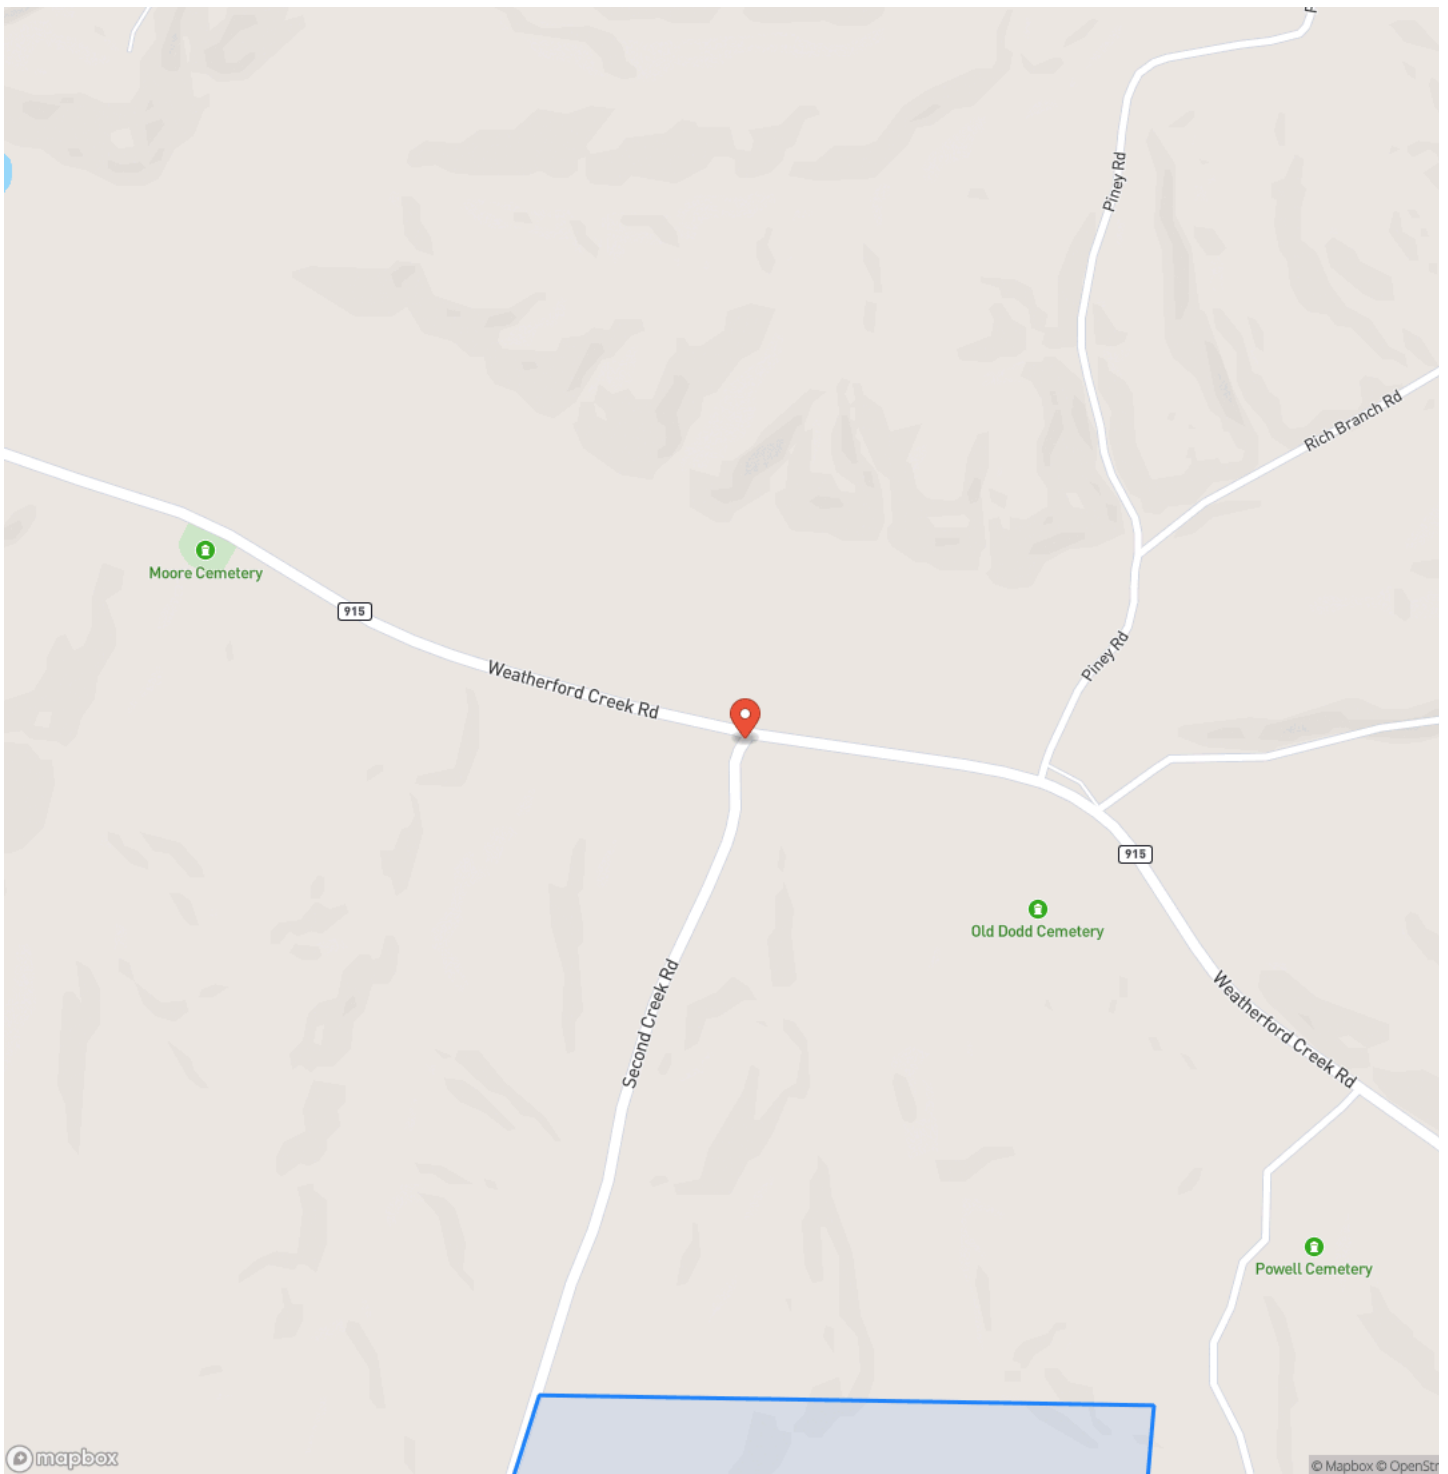 Piney Rd
Rich Branch Rd
Moore Cemetery
915
Weatherford Creek Rd
Piney Rd
915
Old Dodd Cemetery
Second Creek Rd
Weatherford Creek Rd
Powell Cemetery
mapbox
© Mapbox © OpenStr